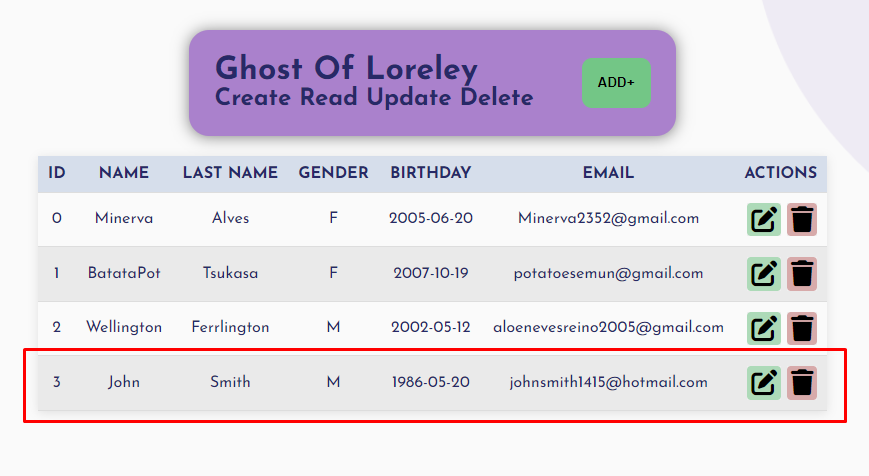 Ghost Of Loreley
Create Read Update Delete
ADD+
ID NAME LAST NAME GENDER BIRTHDAY EMAIL ACTIONS
0 Minerva Alves F 2005-06-20 Minerva2352@gmail.com
1 BatataPot Tsukasa F 2007-10-19 potatoesemun@gmail.com
2 Wellington Ferrlington M 2002-05-12 aloenevesreino2005@gmail.com
3 John Smith M 1986-05-20 johnsmith1415@hotmail.com